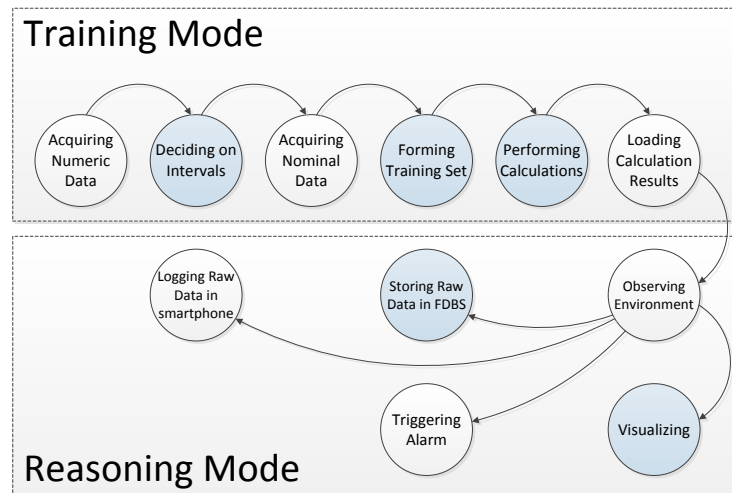 Training Mode
Acquiring
Numeric
Data
Deciding on
Intervals
Acquiring
Nominal
Data
Forming
Training Set
Performing
Calculations
Loading
Calculation
Results
Logging Raw
Data in
smartphone
Storing Raw
Data in FDBS
Observing
Environment
Triggering
Alarm
Visualizing
Reasoning Mode